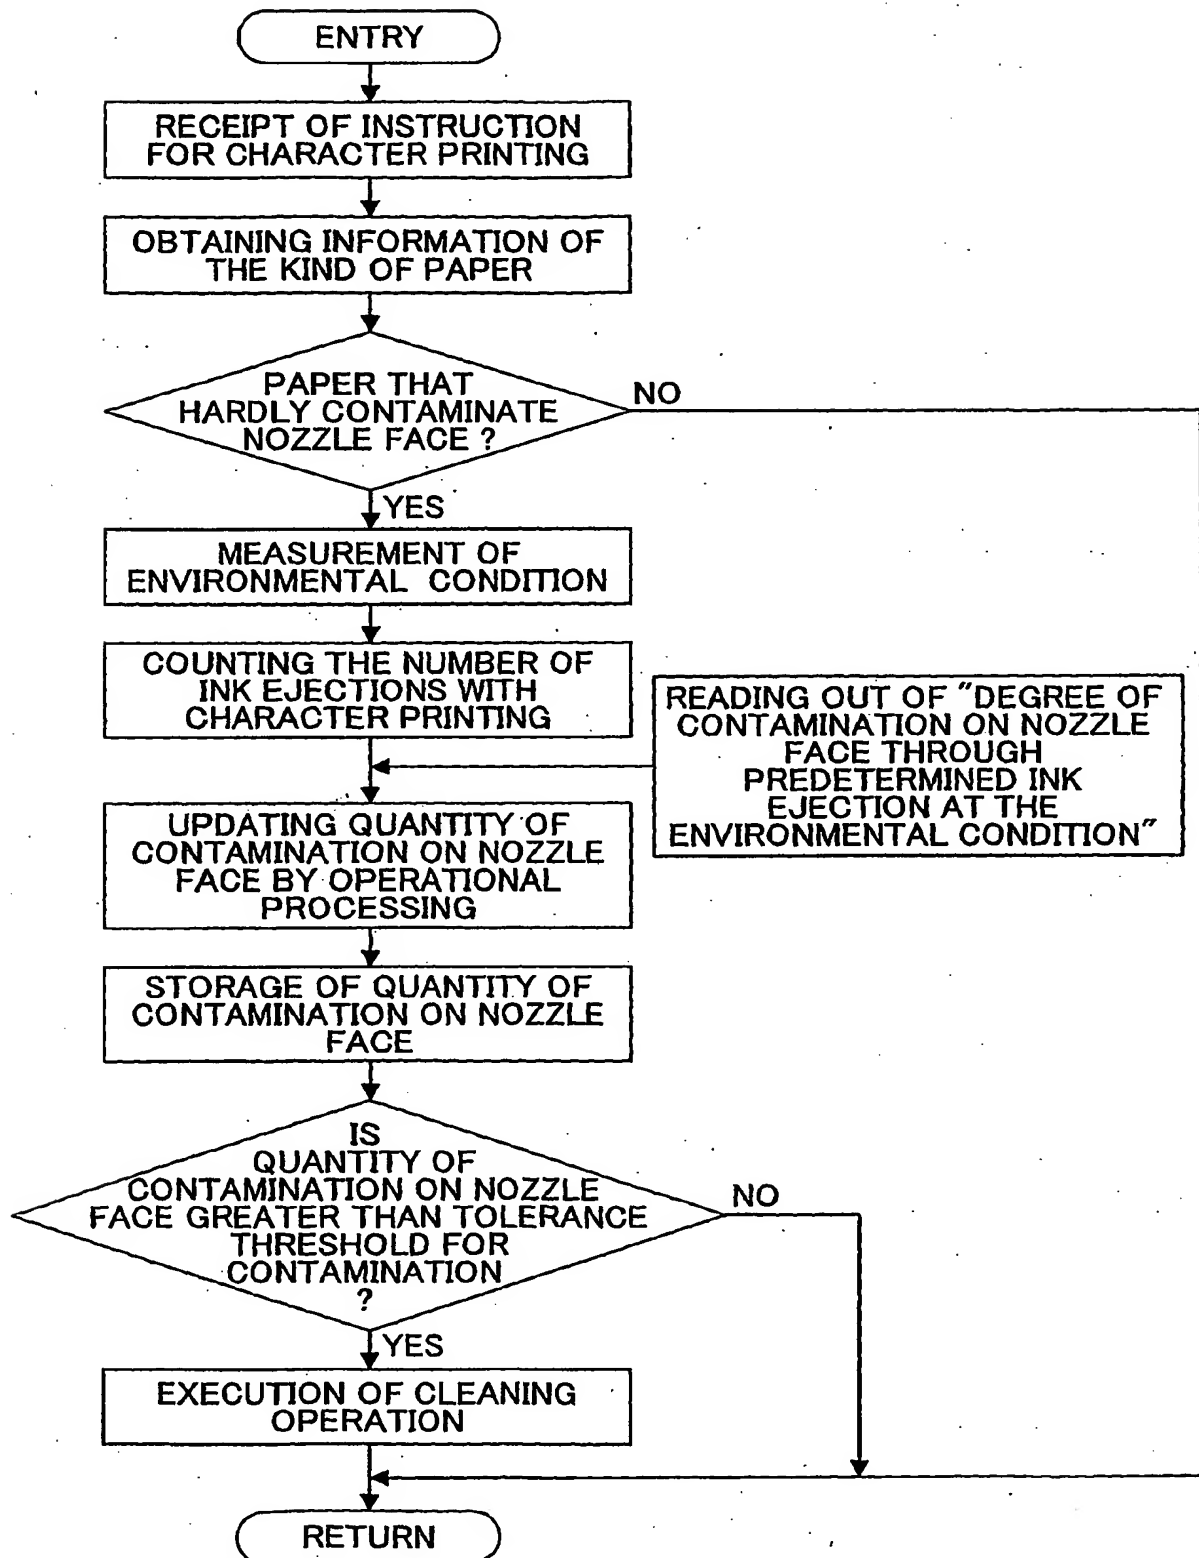 ENTRY
RECEIPT OF INSTRUCTION
FOR CHARACTER PRINTING
OBTAINING INFORMATION OF
THE KIND OF PAPER
PAPER THAT
HARDLY CONTAMINATE
NOZZLE FACE ?
NO
YES
MEASUREMENT OF
ENVIRONMENTAL CONDITION
COUNTING THE NUMBER OF
INK EJECTIONS WITH
CHARACTER PRINTING
READING OUT OF "DEGREE OF
CONTAMINATION ON NOZZLE
FACE THROUGH
PREDETERMINED INK
EJECTION AT THE
ENVIRONMENTAL CONDITION"
UPDATING QUANTITY OF
CONTAMINATION ON NOZZLE
FACE BY OPERATIONAL
PROCESSING
STORAGE OF QUANTITY OF
CONTAMINATION ON NOZZLE
FACE
IS
QUANTITY OF
CONTAMINATION ON NOZZLE
FACE GREATER THAN TOLERANCE
THRESHOLD FOR
CONTAMINATION
?
NO
YES
EXECUTION OF CLEANING
OPERATION
RETURN